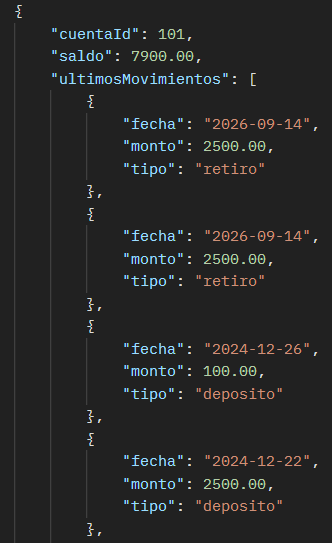 {
"cuentaId": 101,
"saldo": 7900.00,
"ultimosMovimientos": [
{
"fecha": "2026-09-14",
"monto": 2500.00,
"tipo": "retiro"
},
{
"fecha": "2026-09-14",
"monto": 2500.00,
"tipo": "retiro"
},
{
"fecha": "2024-12-26",
"monto": 100.00,
"tipo": "deposito"
},
{
"fecha": "2024-12-22",
"monto": 2500.00,
"tipo": "deposito"
},